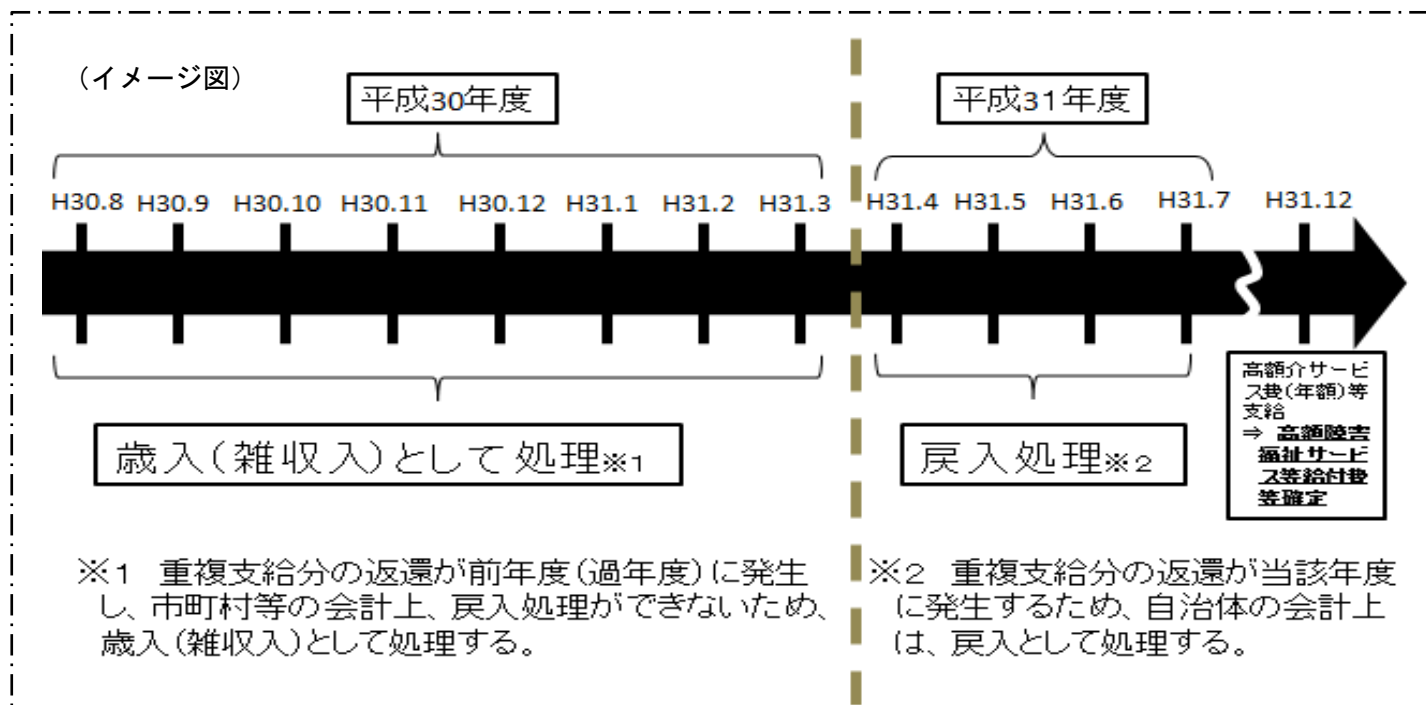 (イメージ図)
平成30年度
平成31年度
H30.8 H30.9 H30.10 H30.11 H30.12 H31.1 H31.2 H31.3 H31.4 H31.5 H31.6 H31.7 H31.12
歳入(雑収入)として処理※1
戻入処理※2
高額介サービ
ス費(年額)等
支給
⇒ 高額障害
福祉サービ
ス等給付費
等確定
※1 重複支給分の返還が前年度(過年度)に発生
し、市町村等の会計上、戻入処理ができないため、
歳入(雑収入)として処理する。
※2 重複支給分の返還が当該年度
に発生するため、自治体の会計上
は、戻入として処理する。